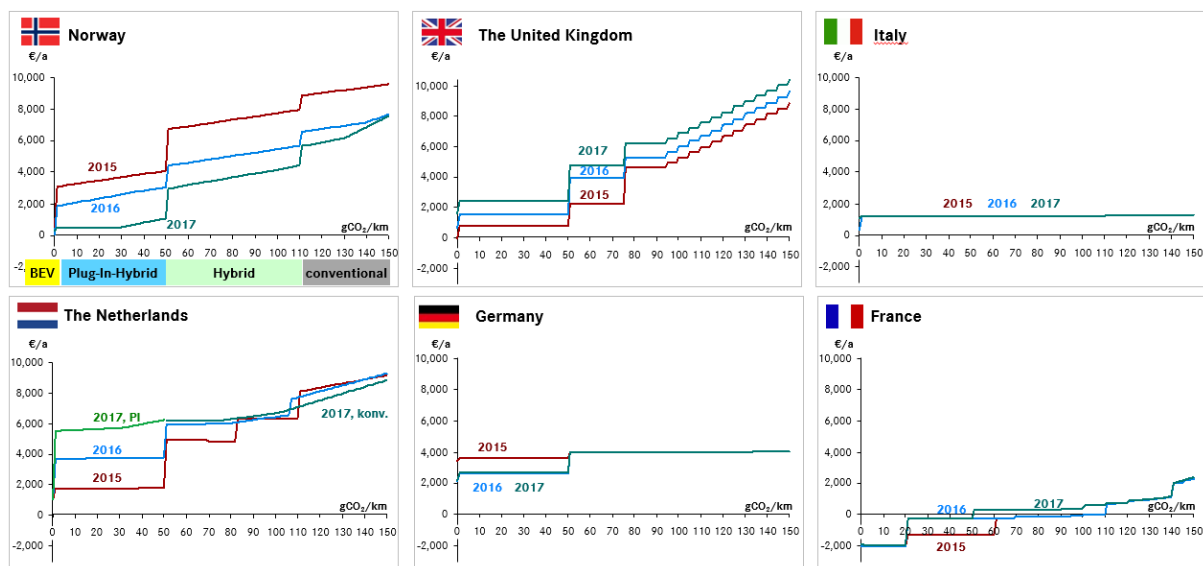 Norway
€/a
10,000
8,000
6,000
4,000
2,000
0
-2,000
2015
2016
2017
gCO₂/km
10 20 30 40 50 60 70 80 90 100 110 120 130 140 150
BEV Plug-In-Hybrid Hybrid conventional
The United Kingdom
€/a
10,000
8,000
6,000
4,000
2,000
0
-2,000
2017
2016
2015
gCO₂/km
0 10 20 30 40 50 60 70 80 90 100 110 120 130 140 150
Italy
€/a
10,000
8,000
6,000
4,000
2,000
0
-2,000
2015 2016 2017
gCO₂/km
0 10 20 30 40 50 60 70 80 90 100 110 120 130 140 150
The Netherlands
€/a
10,000
8,000
6,000
4,000
2,000
0
-2,000
2017, PI
2016
2015
2017, konv.
gCO₂/km
0 10 20 30 40 50 60 70 80 90 100 110 120 130 140 150
Germany
€/a
10,000
8,000
6,000
4,000
2,000
0
-2,000
2015
2016 2017
gCO₂/km
0 10 20 30 40 50 60 70 80 90 100 110 120 130 140 150
France
€/a
10,000
8,000
6,000
4,000
2,000
0
-2,000
2017
2016
2015
gCO₂/km
0 10 20 30 40 50 60 70 80 90 100 110 120 130 140 150